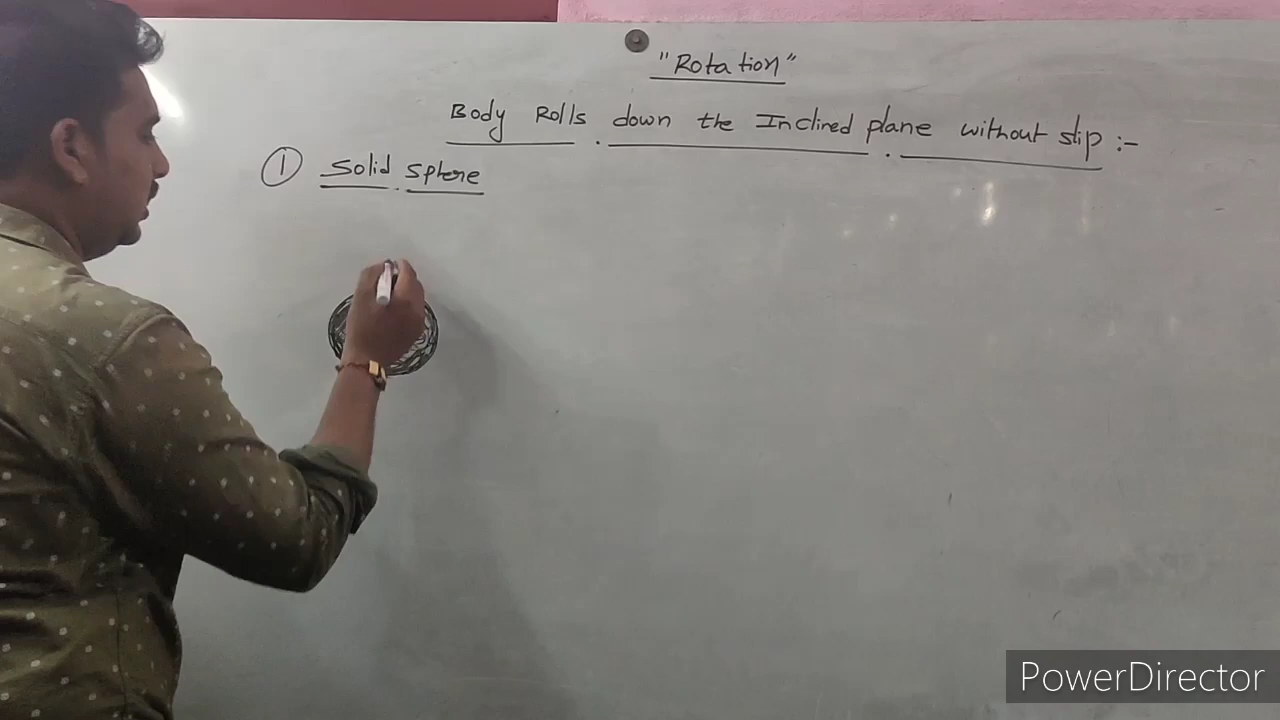 "Rotation"
Body Rolls down the Inclined plane without slip :-
① Solid Sphere
PowerDirector